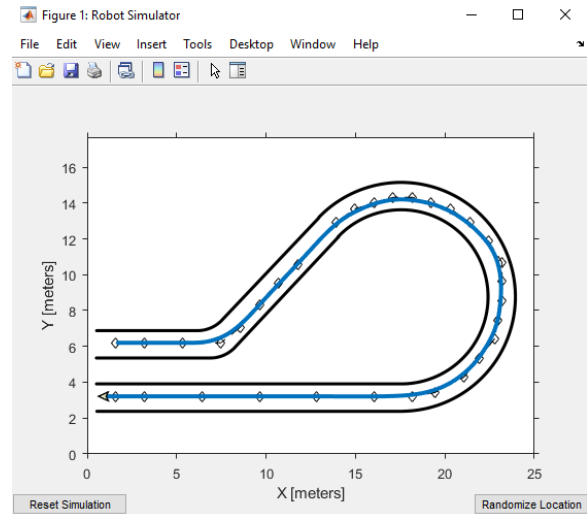 Figure 1: Robot Simulator
File Edit View Insert Tools Desktop Window Help
16
14
12
10
8
6
4
2
0
Y [meters]
0 5 10 15 20 25
X [meters]
Reset Simulation
Randomize Location